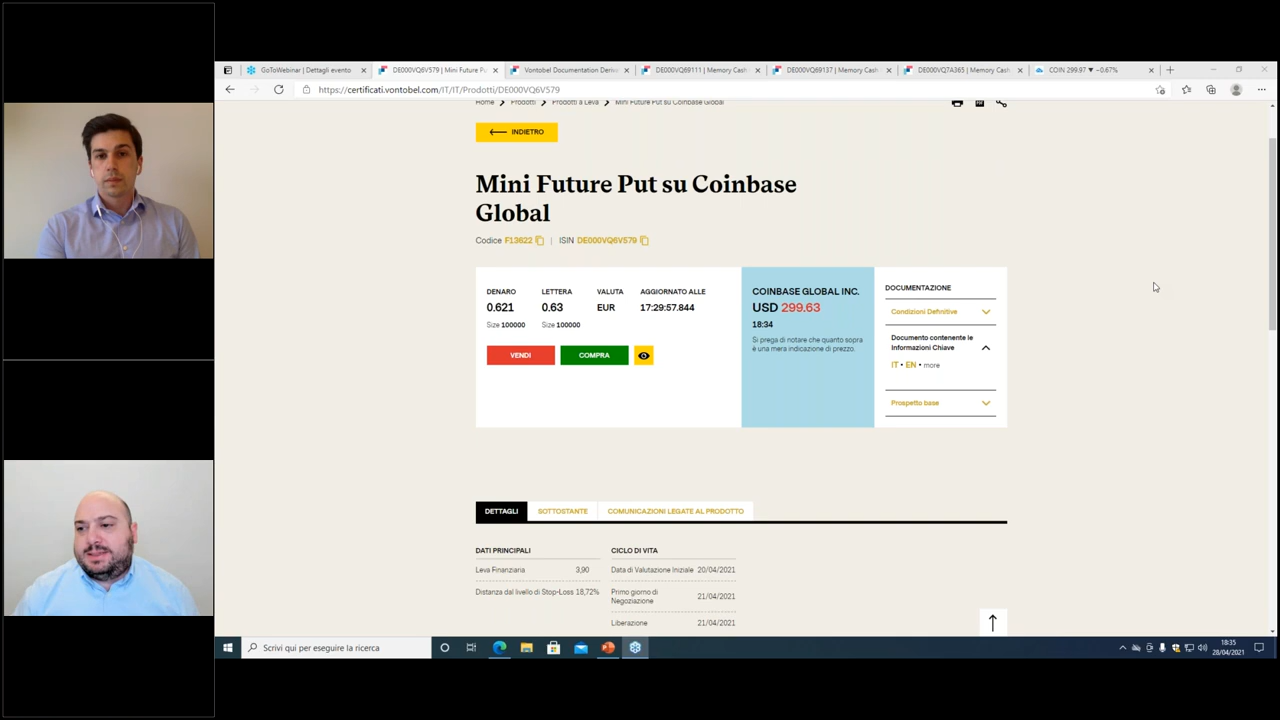 GoToWebinar | Dettagli evento
DE000VQ6V579 | Mini Future Pu
Vontobel Documentation Deriv
DE000VQ69111 | Memory Cash
DE000VQ69137 | Memory Cash
DE000VQ7A365 | Memory Cash
COIN 299.97 ▼ −0.67%
https://certificati.vontobel.com/IT/IT/Prodotti/DE000VQ6V579
Home > Prodotti > Prodotti a Leva > Mini Future Put su Coinbase Global
INDIETRO
Mini Future Put su Coinbase
Global
Codice F13622 | ISIN DE000VQ6V579
DENARO LETTERA VALUTA AGGIORNATO ALLE
0.621 0.63 EUR 17:29:57.844
Size 100000 Size 100000
VENDI COMPRA
COINBASE GLOBAL INC.
USD 299.63
18:34
Si prega di notare che quanto sopra
è una mera indicazione di prezzo.
DOCUMENTAZIONE
Condizioni Definitive
Documento contenente le
Informazioni Chiave
IT • EN • more
Prospetto base
DETTAGLI SOTTOSTANTE COMUNICAZIONI LEGATE AL PRODOTTO
DATI PRINCIPALI
Leva Finanziaria 3,90
Distanza dal livello di Stop-Loss 18,72%
CICLO DI VITA
Data di Valutazione Iniziale 20/04/2021
Primo giorno di
Negoziazione 21/04/2021
Liberazione 21/04/2021
Scrivi qui per eseguire la ricerca
18:35
28/04/2021